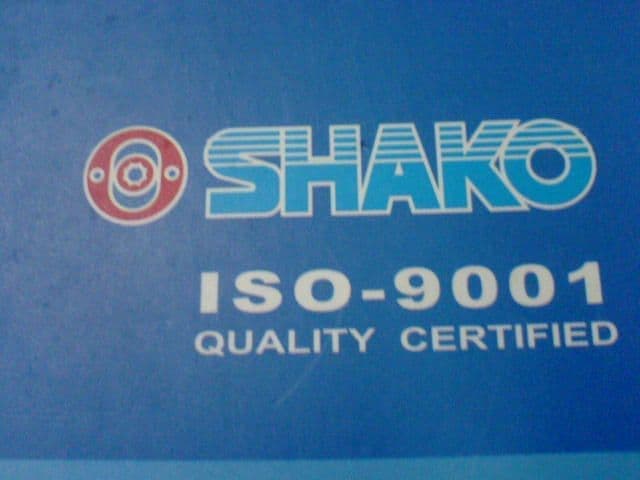 SHAKO
ISO-9001
QUALITY CERTIFIED